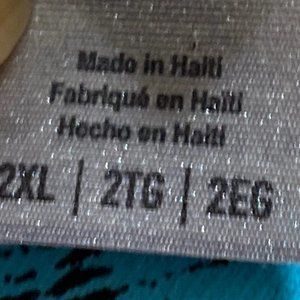 Made in Haiti
Fabriqué en Haïti
Hecho en Haiti
2XL | 2TG | 2EG